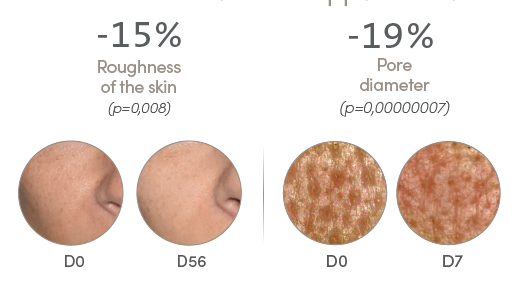 -15%
Roughness
of the skin
(p=0,008)
D0
D56
-19%
Pore
diameter
(p=0,00000007)
D0
D7